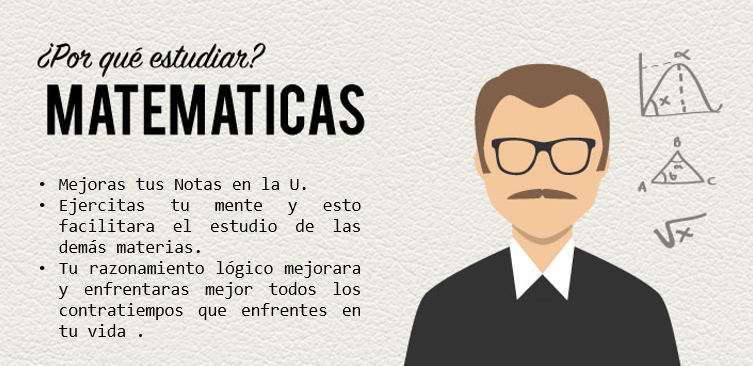 ¿Por qué estudiar?
MATEMATICAS
• Mejoras tus Notas en la U.
• Ejercitas tu mente y esto
facilitara el estudio de las
demás materias.
• Tu razonamiento lógico mejorara
y enfrentaras mejor todos los
contratiempos que enfrentes en
tu vida .
α
x
B
a
A b C
√x